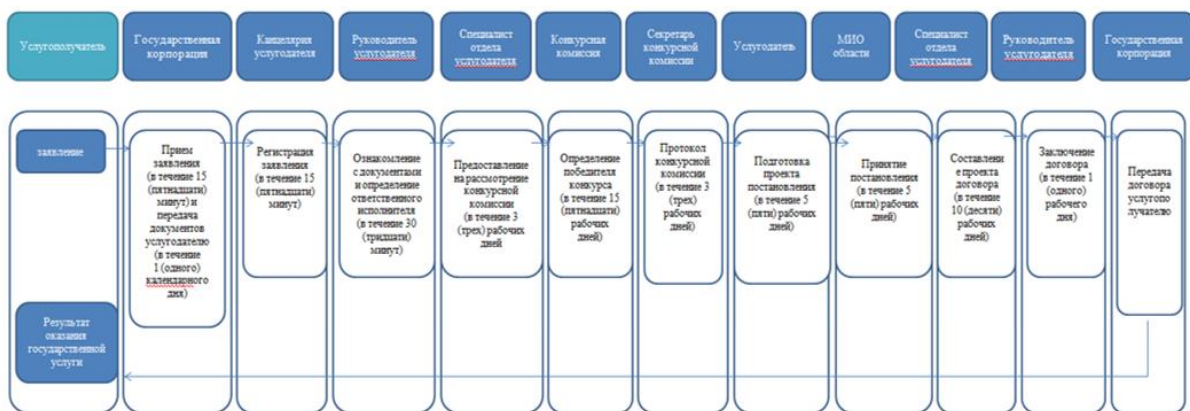 Услугополучатель
Государственная
корпорация
Канцелярия
услугодателя
Руководитель
услугодателя
Специалист
отдела
услугодателя
Конкурсная
комиссия
Секретарь
конкурсной
комиссии
Услугодатель
МИО
области
Специалист
отдела
услугодателя
Руководитель
услугодателя
Государственная
корпорация
заявление
Прием
заявления
(в течение 15
(пятнадцати)
минут) и
передача
документов
услугодателю
(в течение
1 (одного)
календарного
дня)
Регистрация
заявления
(в течение 15
(пятнадцати)
минут)
Ознакомление
с документами
и определение
ответственного
исполнителя
(в течение 30
(тридцати)
минут)
Предоставление
на рассмотрение
конкурсной
комиссии
(в течение 3
(трех) рабочих
дней
Определение
победителя
конкурса
(в течение 15
(пятнадцати)
рабочих
дней)
Протокол
конкурсной
комиссии
(в течение 3
(трех)
рабочих
дней)
Подготовка
проекта
постановления
(в течение 5
(пяти) рабочих
дней)
Принятие
постановления
(в течение 5
(пяти) рабочих
дней)
Составлени
е проекта
договора
(в течение
10 (десяти)
рабочих
дней)
Заключение
договора
(в течение 1
(одного)
рабочего
дня)
Передача
договора
услугопо
лучателю
Результат
оказания
государственной
услуги